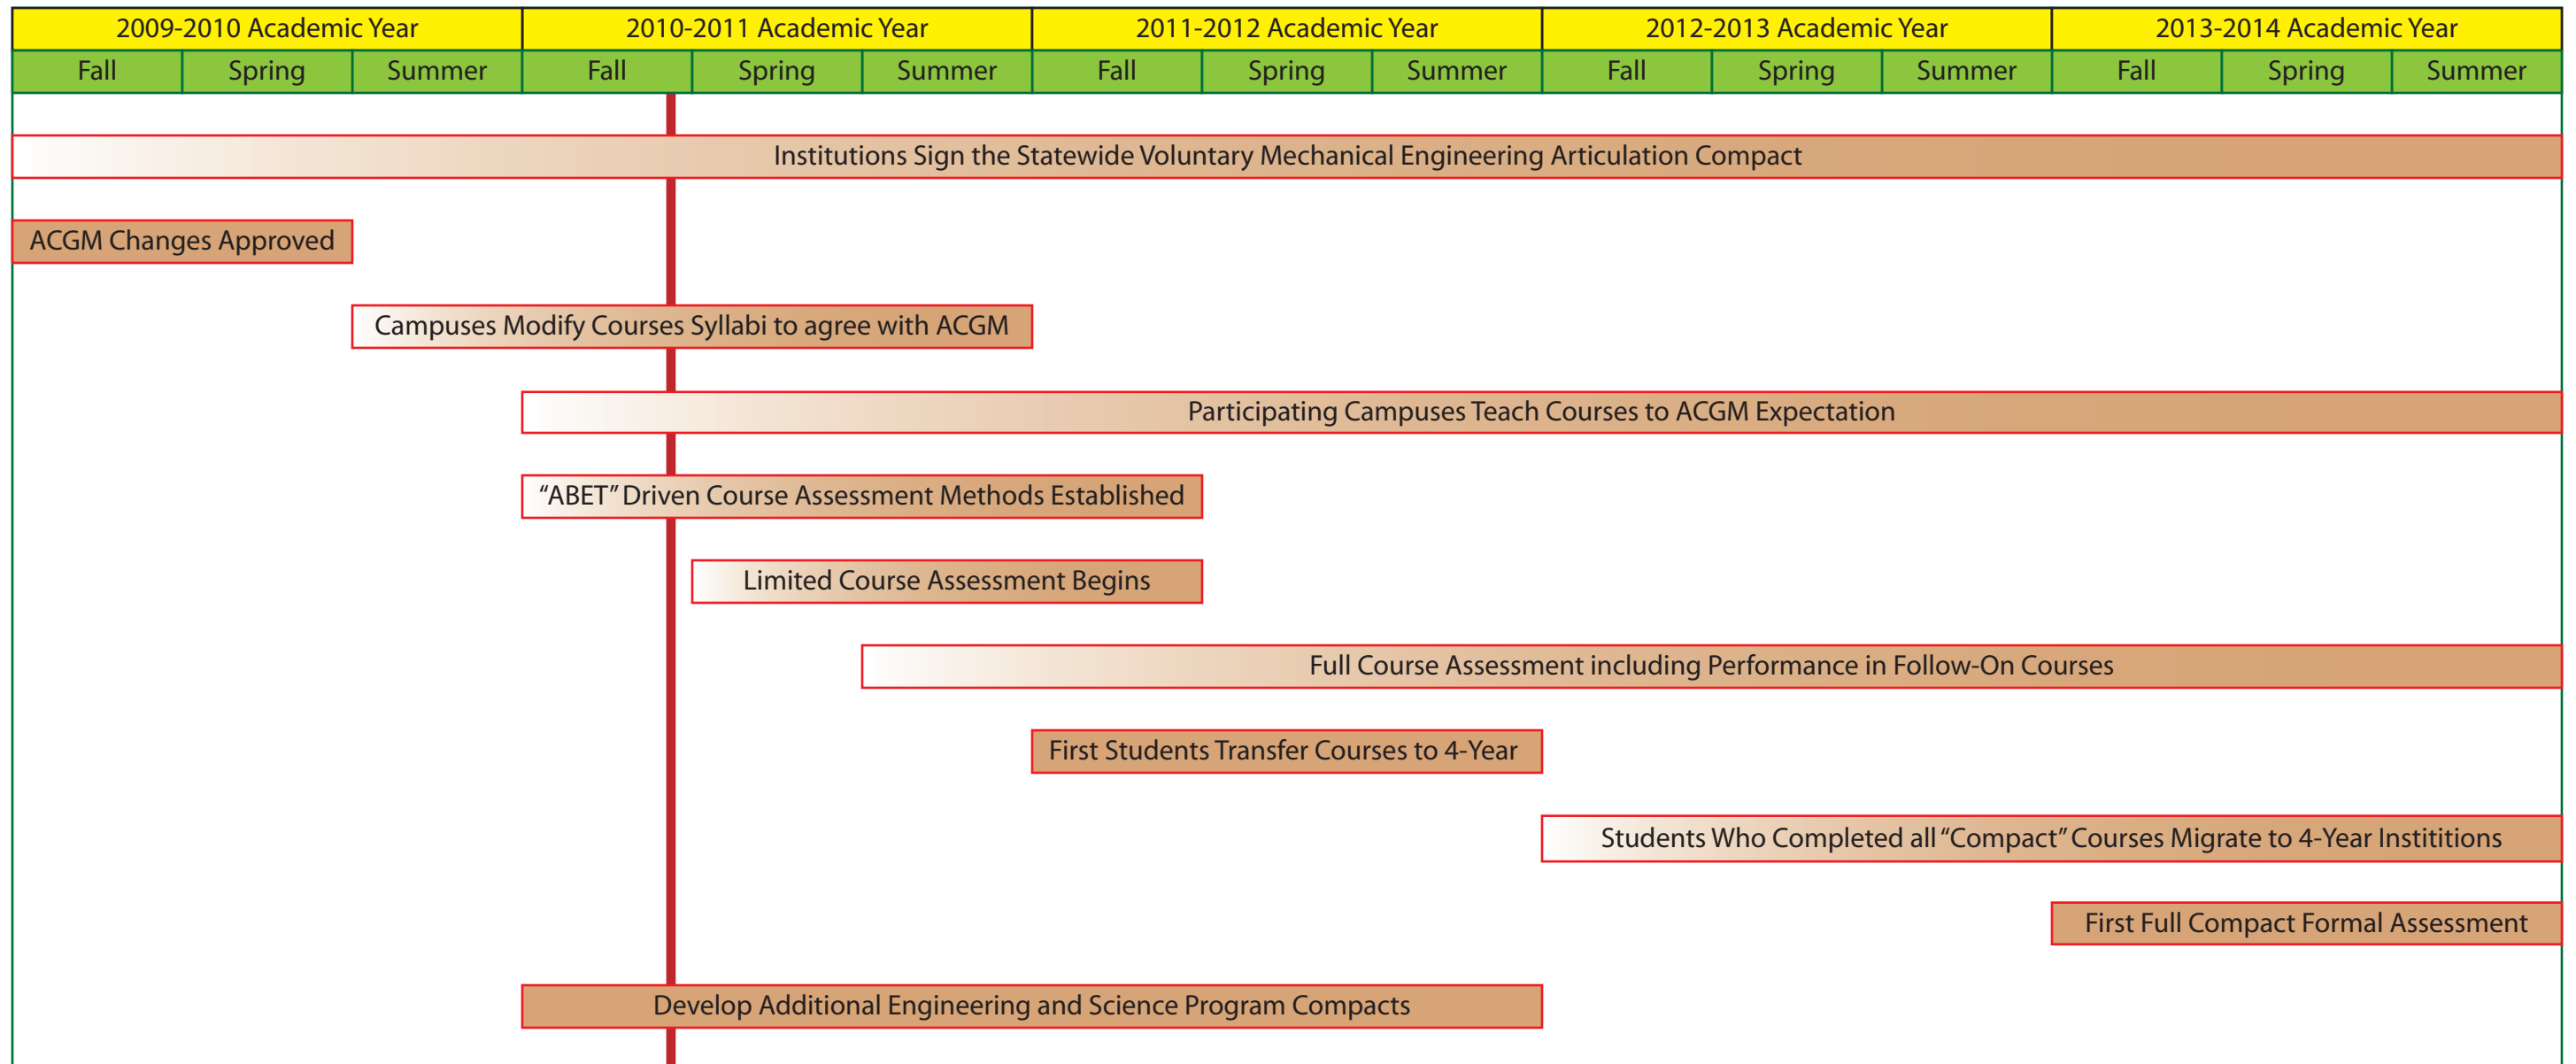 2009-2010 Academic Year 2010-2011 Academic Year 2011-2012 Academic Year 2012-2013 Academic Year 2013-2014 Academic Year
Fall Spring Summer Fall Spring Summer Fall Spring Summer Fall Spring Summer Fall Spring Summer
Institutions Sign the Statewide Voluntary Mechanical Engineering Articulation Compact
ACGM Changes Approved
Campuses Modify Courses Syllabi to agree with ACGM
Participating Campuses Teach Courses to ACGM Expectation
“ABET” Driven Course Assessment Methods Established
Limited Course Assessment Begins
Full Course Assessment including Performance in Follow-On Courses
First Students Transfer Courses to 4-Year
Students Who Completed all “Compact” Courses Migrate to 4-Year Instititions
First Full Compact Formal Assessment
Develop Additional Engineering and Science Program Compacts